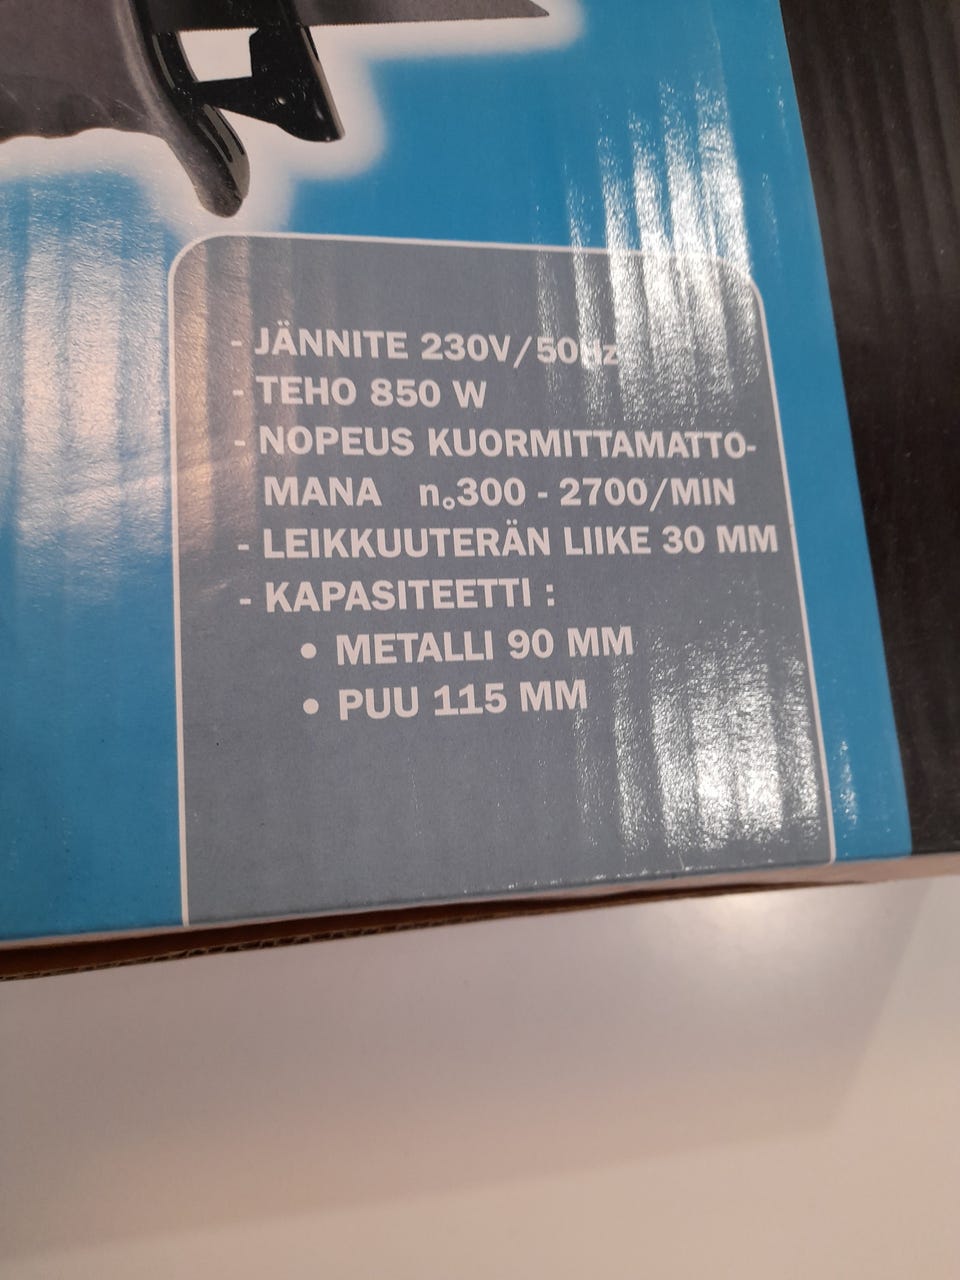 - JÄNNITE 230V/50Hz
- TEHO 850 W
- NOPEUS KUORMITTAMATTO-
MANA n₀300 - 2700/MIN
- LEIKKUUTERÄN LIIKE 30 MM
- KAPASITEETTI :
• METALLI 90 MM
• PUU 115 MM